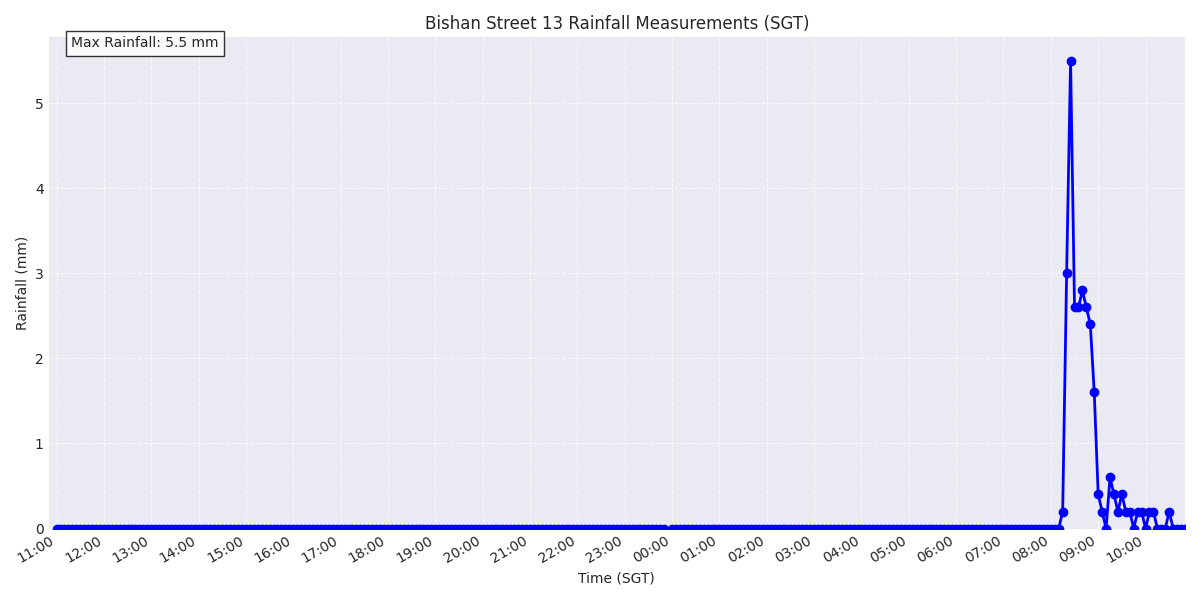 Bishan Street 13 Rainfall Measurements (SGT)
Max Rainfall: 5.5 mm
Rainfall (mm)
5
4
3
2
1
0
11:00 12:00 13:00 14:00 15:00 16:00 17:00 18:00 19:00 20:00 21:00 22:00 23:00 00:00 01:00 02:00 03:00 04:00 05:00 06:00 07:00 08:00 09:00 10:00
Time (SGT)